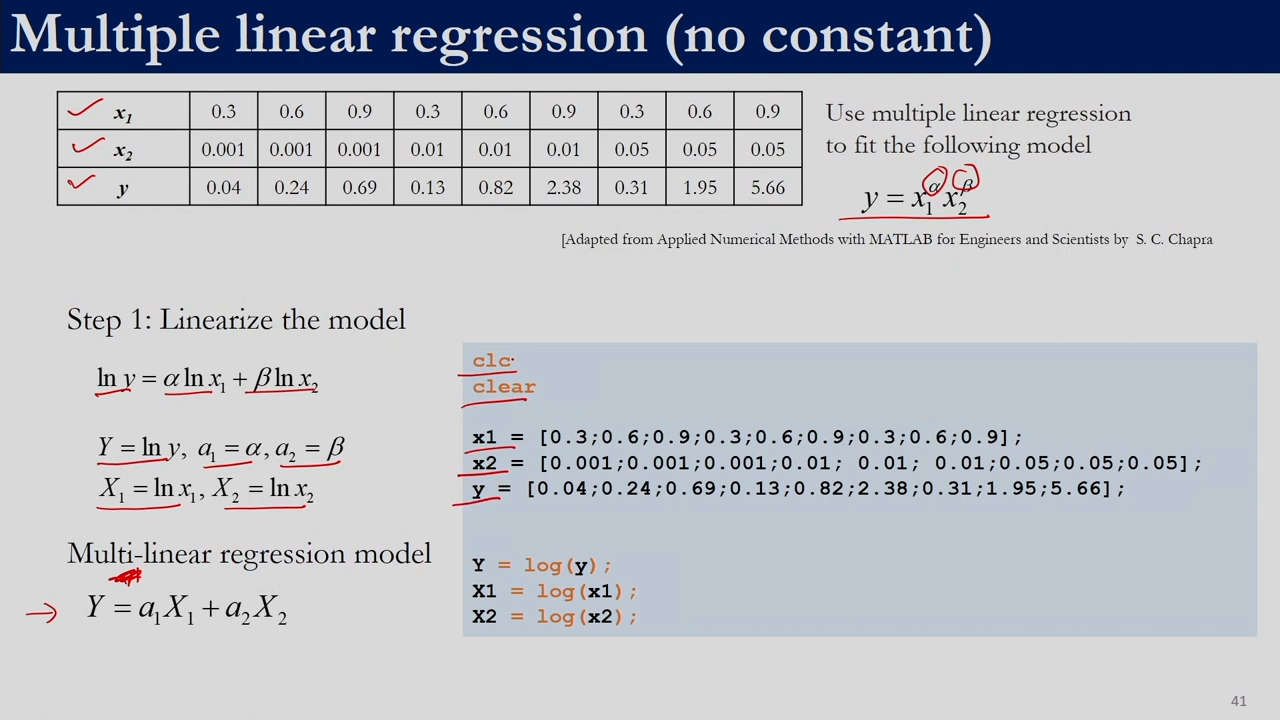 Multiple linear regression (no constant)
x₁ 0.3 0.6 0.9 0.3 0.6 0.9 0.3 0.6 0.9
x₂ 0.001 0.001 0.001 0.01 0.01 0.01 0.05 0.05 0.05
y 0.04 0.24 0.69 0.13 0.82 2.38 0.31 1.95 5.66
Use multiple linear regression
to fit the following model
y = x₁^α x₂^β
[Adapted from Applied Numerical Methods with MATLAB for Engineers and Scientists by S. C. Chapra
Step 1: Linearize the model
ln y = α ln x₁ + β ln x₂
Y = ln y, a₁ = α, a₂ = β
X₁ = ln x₁, X₂ = ln x₂
Multi-linear regression model
Y = a₁X₁ + a₂X₂
clc
clear
x1 = [0.3;0.6;0.9;0.3;0.6;0.9;0.3;0.6;0.9];
x2 = [0.001;0.001;0.001;0.01; 0.01; 0.01;0.05;0.05;0.05];
y = [0.04;0.24;0.69;0.13;0.82;2.38;0.31;1.95;5.66];
Y = log(y);
X1 = log(x1);
X2 = log(x2);
41